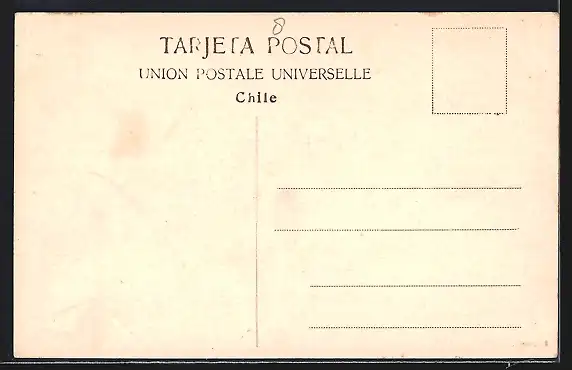 8
TARJETA POSTAL
UNION POSTALE UNIVERSELLE
Chile